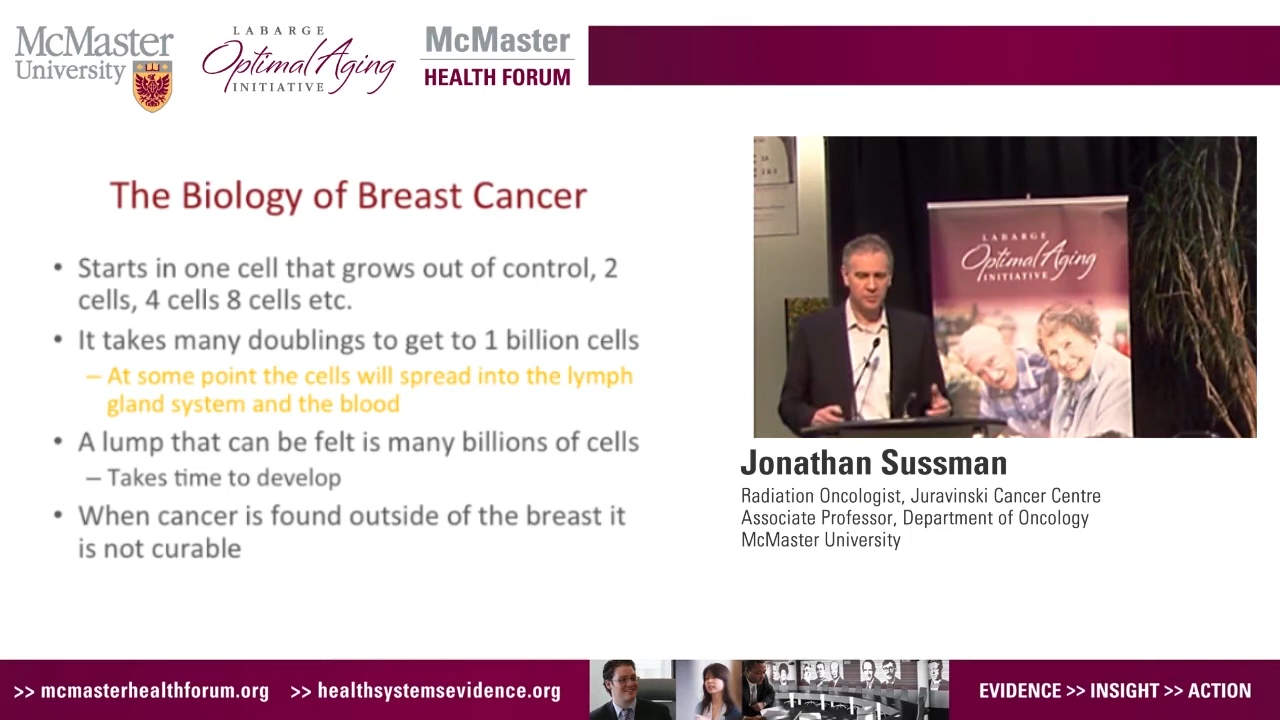 McMaster
University
LABARGE
Optimal Aging
INITIATIVE
McMaster
HEALTH FORUM
The Biology of Breast Cancer
• Starts in one cell that grows out of control, 2
cells, 4 cells 8 cells etc.
• It takes many doublings to get to 1 billion cells
– At some point the cells will spread into the lymph
gland system and the blood
• A lump that can be felt is many billions of cells
– Takes time to develop
• When cancer is found outside of the breast it
is not curable
LABARGE
Optimal Aging
INITIATIVE
Jonathan Sussman
Radiation Oncologist, Juravinski Cancer Centre
Associate Professor, Department of Oncology
McMaster University
>> mcmasterhealthforum.org >> healthsystemsevidence.org
EVIDENCE >> INSIGHT >> ACTION